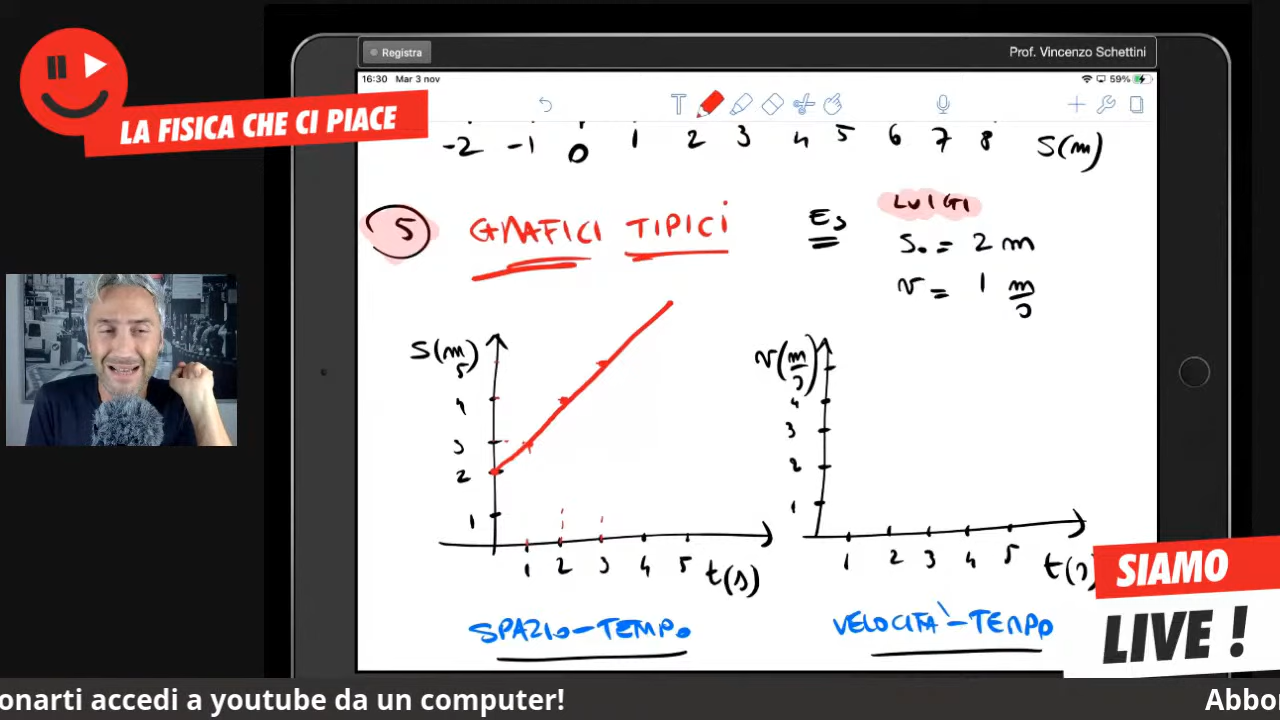 Registra
Prof. Vincenzo Schettini
16:30 Mar 3 nov
59%
LA FISICA CHE CI PIACE
T
-2 -1 0 1 2 3 4 5 6 7 8 S(m)
5 GRAFICI TIPICI
Es LUIGI
S₀ = 2 m
v = 1 m/s
S(m)
5
4
3
2
1
1 2 3 4 5 t(s)
SPAZIO-TEMPO
v(m/s)
4
3
2
1
1 2 3 4 5 t(s)
VELOCITÀ-TEMPO
SIAMO
LIVE !
onarti accedi a youtube da un computer! Abbo